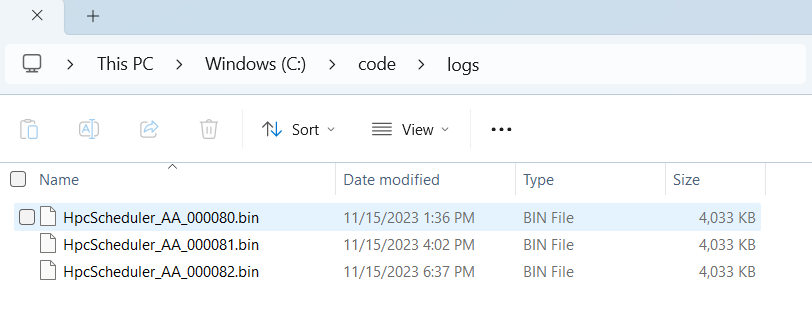 This PC > Windows (C:) > code > logs
Sort View
Name Date modified Type Size
HpcScheduler_AA_000080.bin 11/15/2023 1:36 PM BIN File 4,033 KB
HpcScheduler_AA_000081.bin 11/15/2023 4:02 PM BIN File 4,033 KB
HpcScheduler_AA_000082.bin 11/15/2023 6:37 PM BIN File 4,033 KB